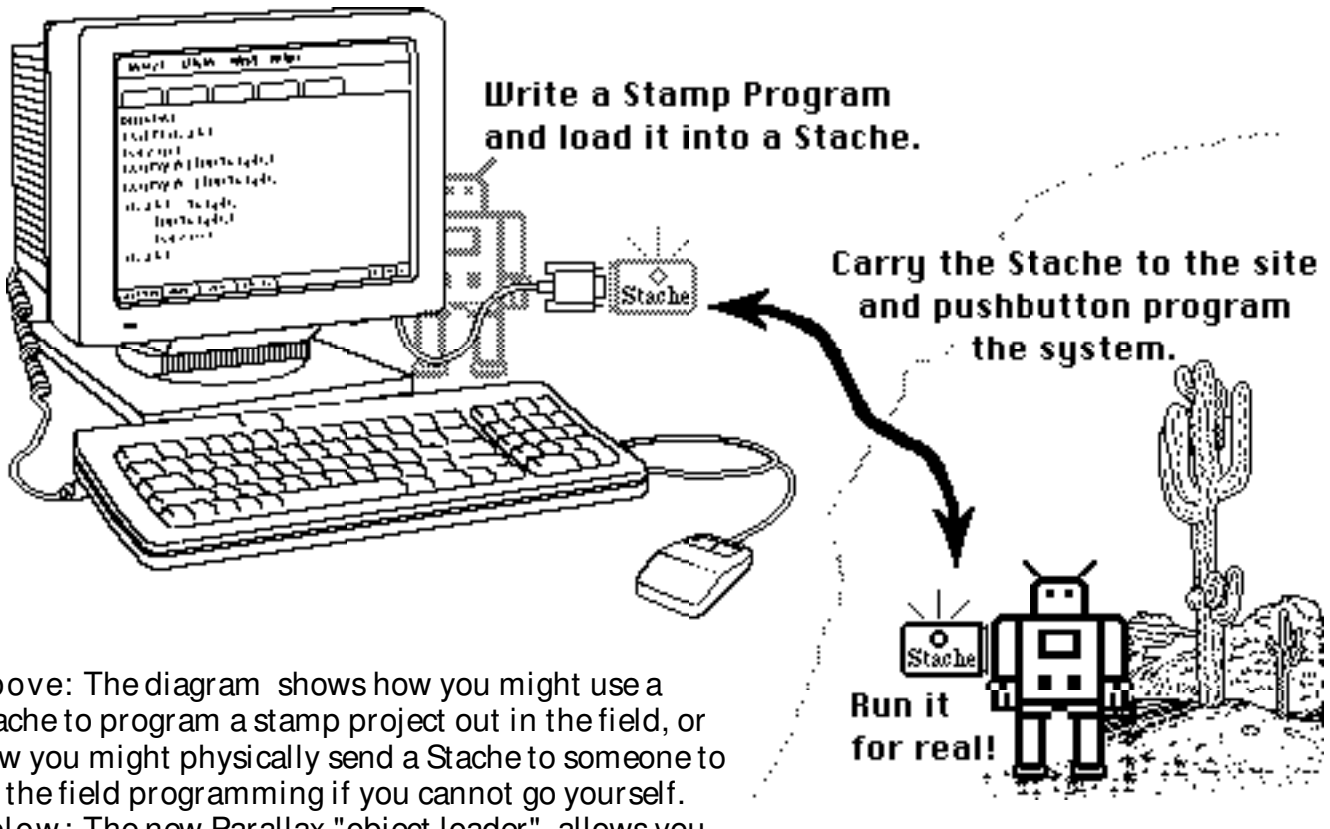 Write a Stamp Program
and load it into a Stache.
Stache
Carry the Stache to the site
and pushbutton program
the system.
Stache
Run it
for real!
ove: The diagram shows how you might use a
ache to program a stamp project out in the field, or
w you might physically send a Stache to someone to
the field programming if you cannot go yourself.
low: The new Parallax "object loader" allows you